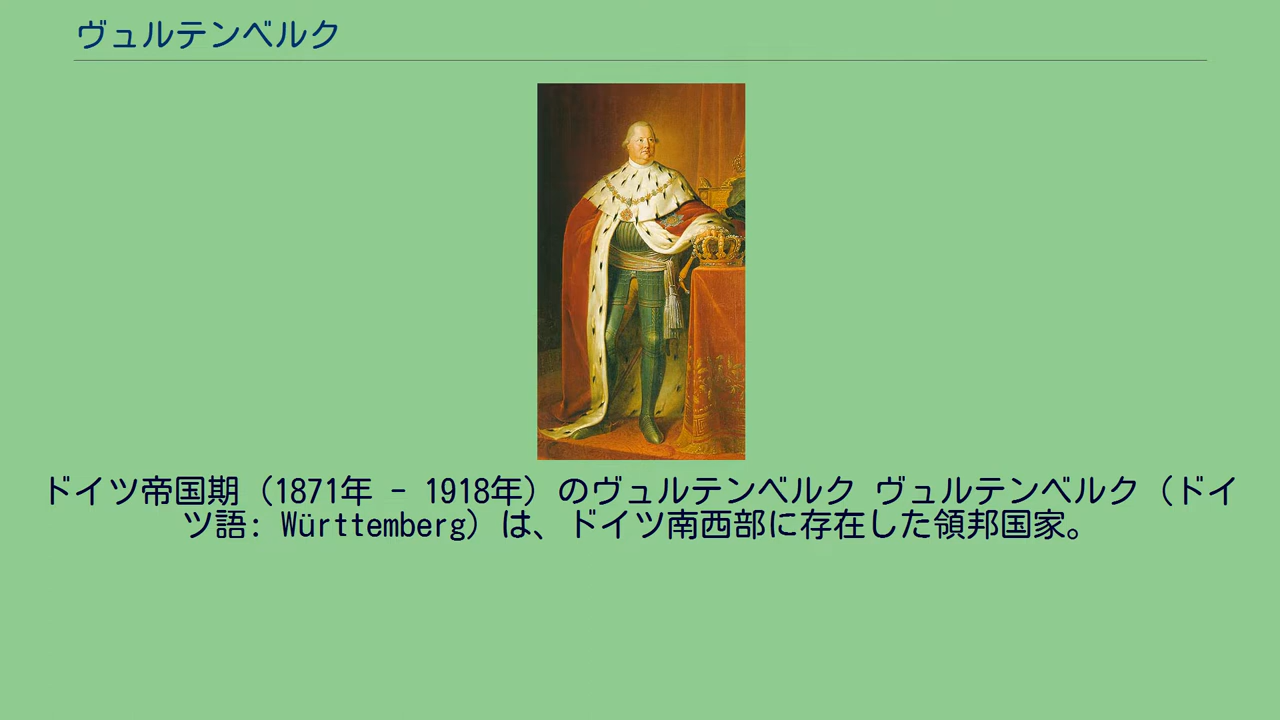 ヴュルテンベルク
ドイツ帝国期（1871年 - 1918年）のヴュルテンベルク ヴュルテンベルク（ドイ
ツ語: Württemberg）は、ドイツ南西部に存在した領邦国家。